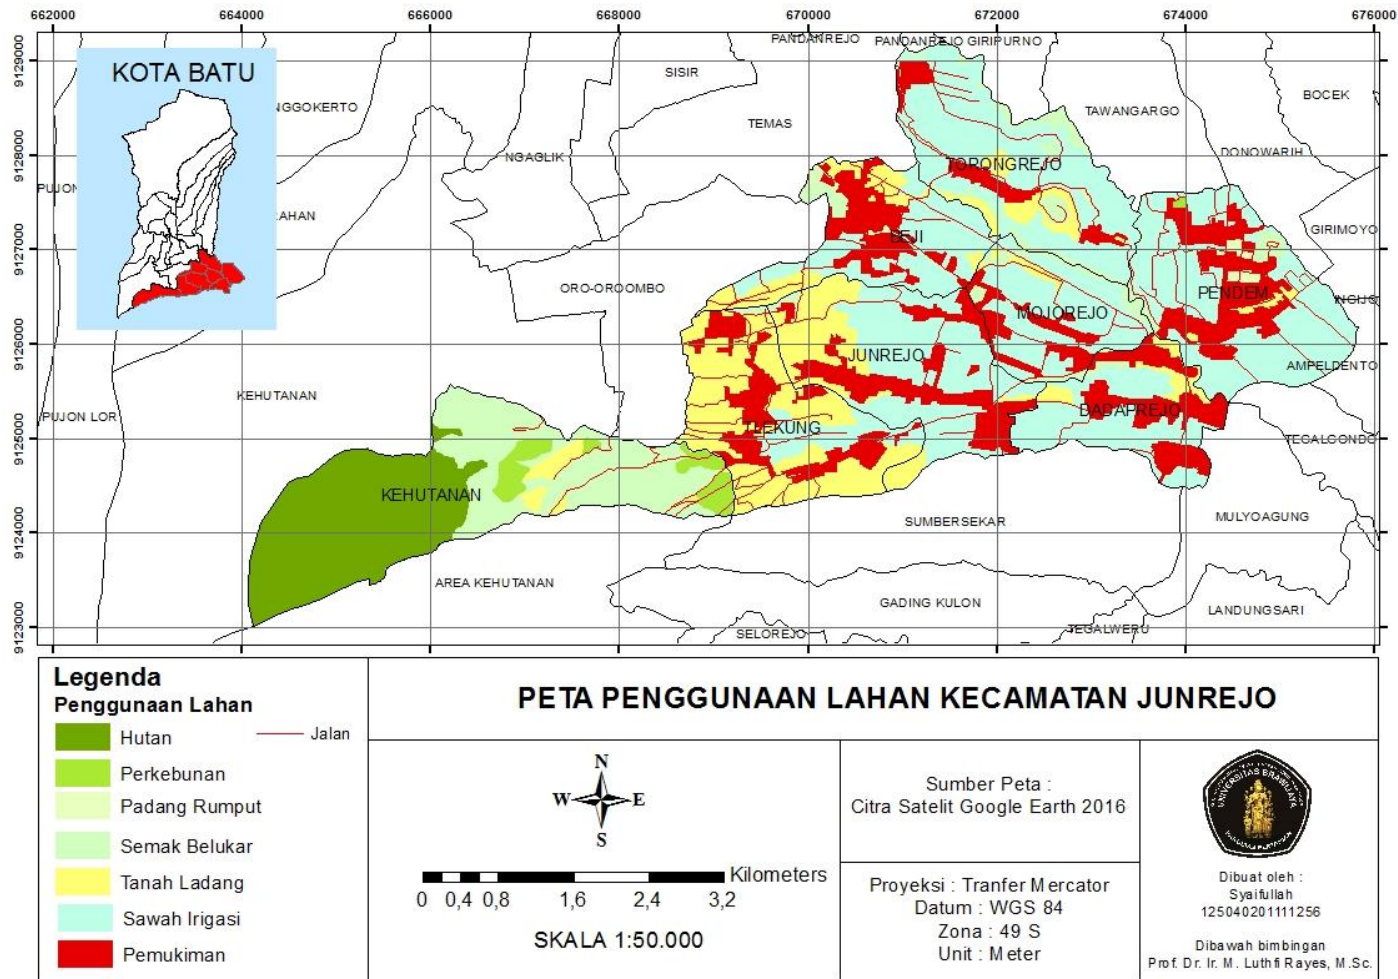 662000 664000 666000 668000 670000 672000 674000 676000
9129000
9128000
9127000
9126000
9125000
9124000
9123000
KOTA BATU
PANDANREJO
PANDANREJO
GIRIPURNO
SISIR
NGGOKERTO
BOCEK
TEMAS
TAWANGARGO
NGAGLIK
DONOWARIH
TORONGREJO
PUJON
RAHAN
GIRIMOYO
BEJI
ORO-OROOMBO
PENDEM
NGIJO
MOJOREJO
JUNREJO
AMPELDENTO
KEHUTANAN
PUJON LOR
DADAPREJO
TLEKUNG
TEGALGONDO
KEHUTANAN
SUMBERSEKAR
MULYOAGUNG
AREA KEHUTANAN
GADING KULON
LANDUNGSARI
SELOREJO
TEGALWERU
Legenda
Penggunaan Lahan
Hutan
Jalan
Perkebunan
Padang Rumput
Semak Belukar
Tanah Ladang
Sawah Irigasi
Pemukiman
PETA PENGGUNAAN LAHAN KECAMATAN JUNREJO
N
W E
S
Kilometers
0 0,4 0,8 1,6 2,4 3,2
SKALA 1:50.000
Sumber Peta :
Citra Satelit Google Earth 2016
Proyeksi : Tranfer Mercator
Datum : WGS 84
Zona : 49 S
Unit : Meter
UNIVERSITAS BRAWIJAYA
Dibuat oleh :
Syaifullah
125040201111256
Dibawah bimbingan
Prof. Dr. Ir. M. Luthfi Rayes, M.Sc.